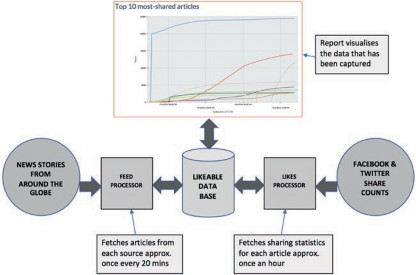 Top 10 most-shared articles
Report visualises
the data that has
been captured
NEWS STORIES
FROM
AROUND THE
GLOBE
FEED
PROCESSOR
LIKEABLE
DATA
BASE
LIKES
PROCESSOR
FACEBOOK &
TWITTER
SHARE
COUNTS
Fetches articles from
each source approx.
once every 20 mins
Fetches sharing statistics
for each article approx.
once an hour